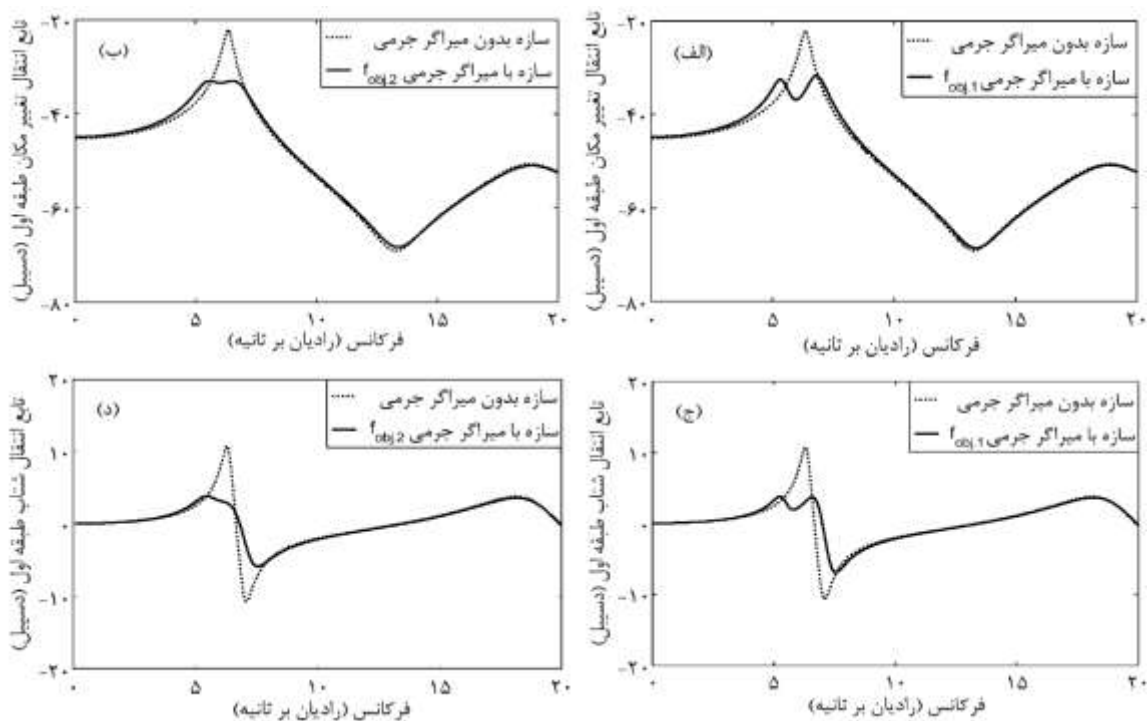 (الف)
سازه بدون میراگر جرمی
سازه با میراگر جرمی fobj.1
تابع انتقال تغییر مکان طبقه اول (دسیبل)
-۲۰
-۴۰
-۶۰
-۸۰
۰ ۵ ۱۰ ۱۵ ۲۰
فرکانس (رادیان بر ثانیه)
(ب)
سازه بدون میراگر جرمی
سازه با میراگر جرمی fobj.2
تابع انتقال تغییر مکان طبقه اول (دسیبل)
-۲۰
-۴۰
-۶۰
-۸۰
۰ ۵ ۱۰ ۱۵ ۲۰
فرکانس (رادیان بر ثانیه)
(ج)
سازه بدون میراگر جرمی
سازه با میراگر جرمی fobj.1
تابع انتقال شتاب طبقه اول (دسیبل)
۲۰
۱۰
۰
-۱۰
-۲۰
۰ ۵ ۱۰ ۱۵ ۲۰
فرکانس (رادیان بر ثانیه)
(د)
سازه بدون میراگر جرمی
سازه با میراگر جرمی fobj.2
تابع انتقال شتاب طبقه اول (دسیبل)
۲۰
۱۰
۰
-۱۰
-۲۰
۰ ۵ ۱۰ ۱۵ ۲۰
فرکانس (رادیان بر ثانیه)